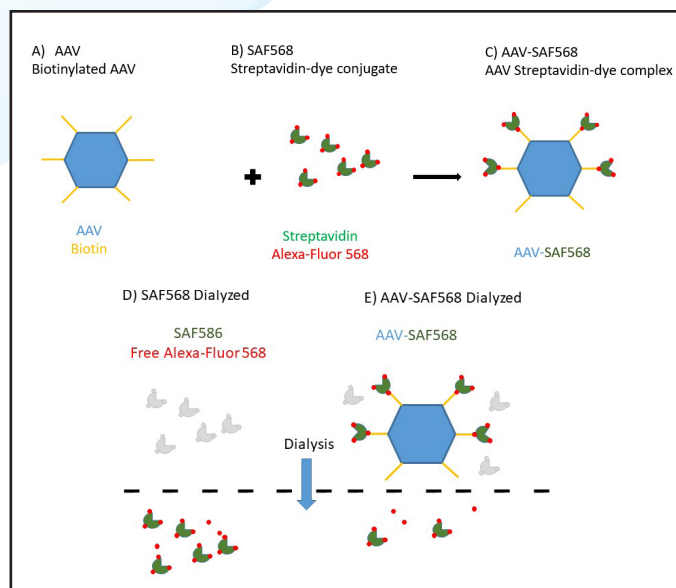 A) AAV
Biotinylated AAV
B) SAF568
Streptavidin-dye conjugate
C) AAV-SAF568
AAV Streptavidin-dye complex
AAV
Biotin
Streptavidin
Alexa-Fluor 568
AAV-SAF568
D) SAF568 Dialyzed
SAF586
Free Alexa-Fluor 568
E) AAV-SAF568 Dialyzed
AAV-SAF568
Dialysis